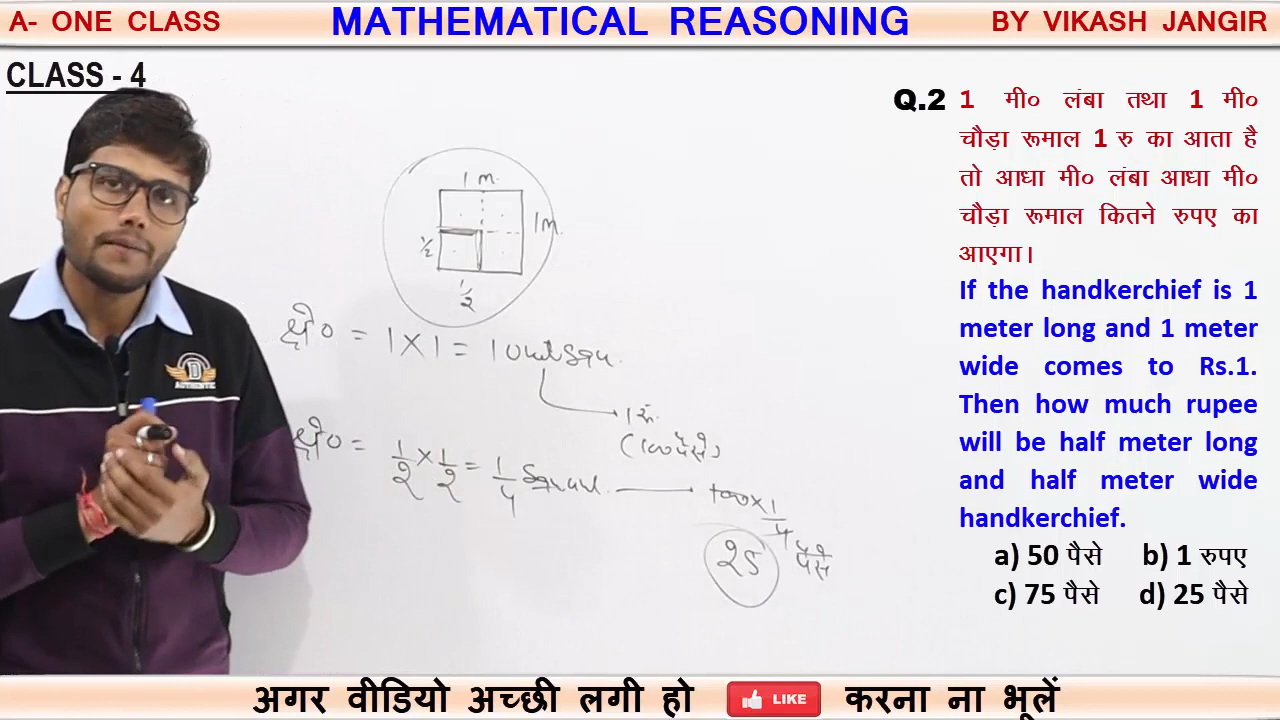 A- ONE CLASS
MATHEMATICAL REASONING
BY VIKASH JANGIR
CLASS - 4
Q.2 1 मी० लंबा तथा 1 मी०
चौड़ा रूमाल 1 रु का आता है
तो आधा मी० लंबा आधा मी०
चौड़ा रूमाल कितने रुपए का
आएगा।
If the handkerchief is 1
meter long and 1 meter
wide comes to Rs.1.
Then how much rupee
will be half meter long
and half meter wide
handkerchief.
a) 50 पैसे b) 1 रुपए
c) 75 पैसे d) 25 पैसे
1 m.
1m.
1/2
1/2
क्षे० = 1 × 1 = 1
1 रु.
(100 पैसे)
क्षे० = 1/2 × 1/2 = 1/4
100 × 1/4
25 पैसे
D
AUTHENTIC
अगर वीडियो अच्छी लगी हो LIKE करना ना भूलें